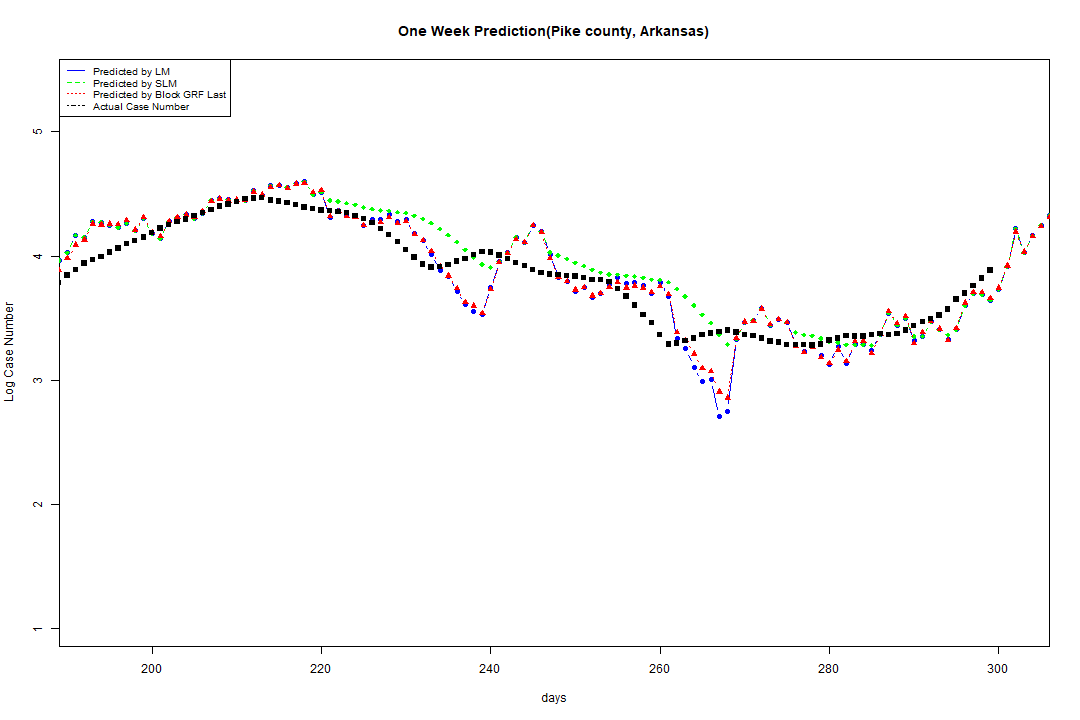 One Week Prediction(Pike county, Arkansas)
Predicted by LM
Predicted by SLM
Predicted by Block GRF Last
Actual Case Number
5
4
3
2
1
Log Case Number
200 220 240 260 280 300
days